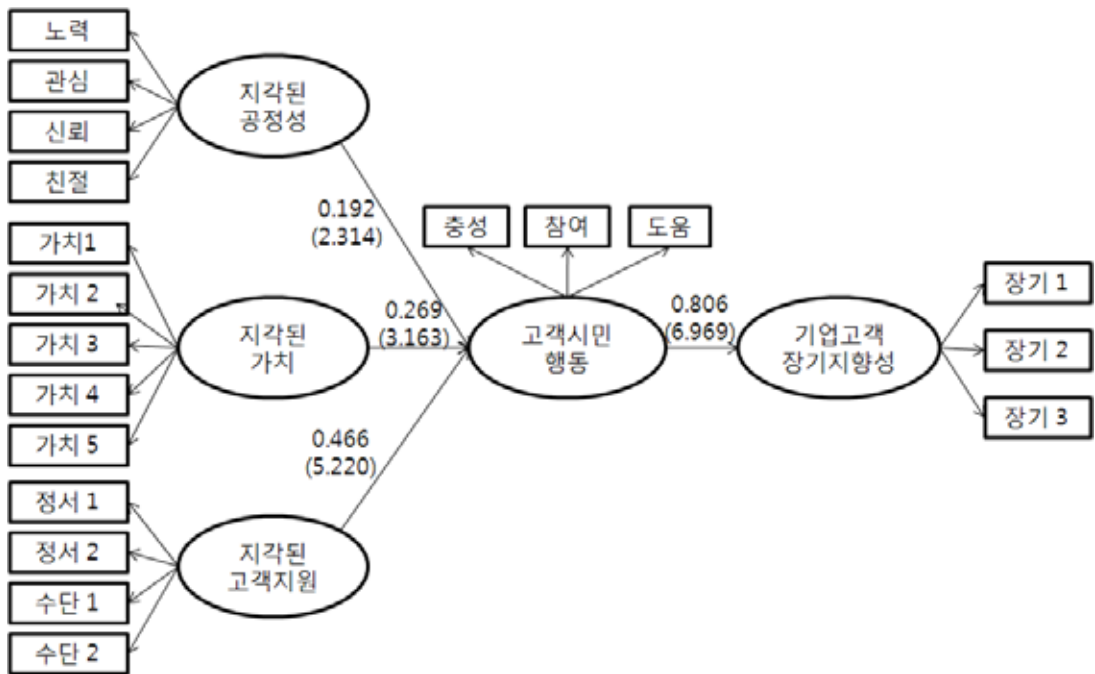 노력
관심
신뢰
친절
지각된
공정성
0.192
(2.314)
가치1
가치 2
가치 3
가치 4
가치 5
지각된
가치
0.269
(3.163)
충성
참여
도움
고객시민
행동
0.806
(6.969)
기업고객
장기지향성
장기 1
장기 2
장기 3
0.466
(5.220)
정서 1
정서 2
수단 1
수단 2
지각된
고객지원